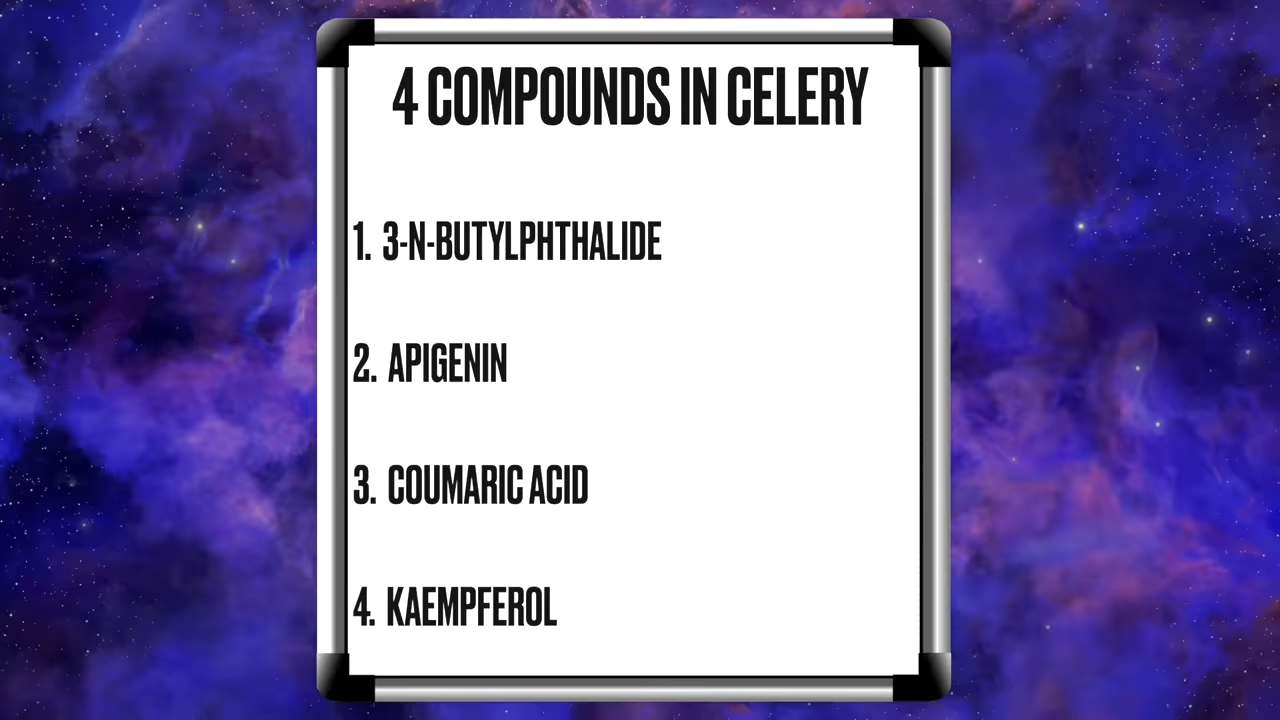 4 COMPOUNDS IN CELERY
1. 3-N-BUTYLPHTHALIDE
2. APIGENIN
3. COUMARIC ACID
4. KAEMPFEROL